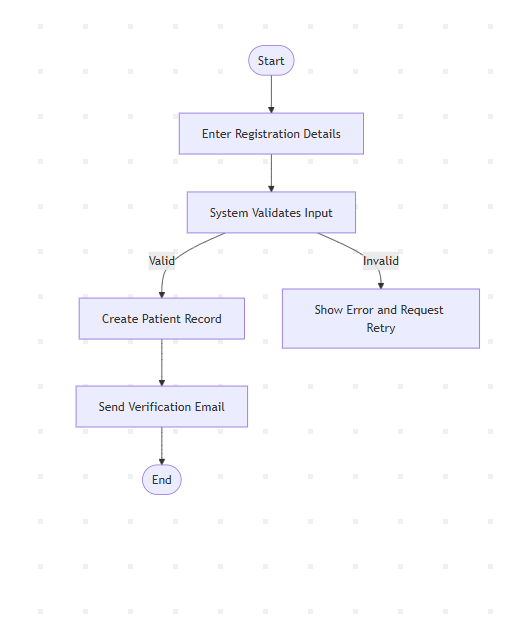 Start
Enter Registration Details
System Validates Input
Valid
Invalid
Create Patient Record
Show Error and Request
Retry
Send Verification Email
End